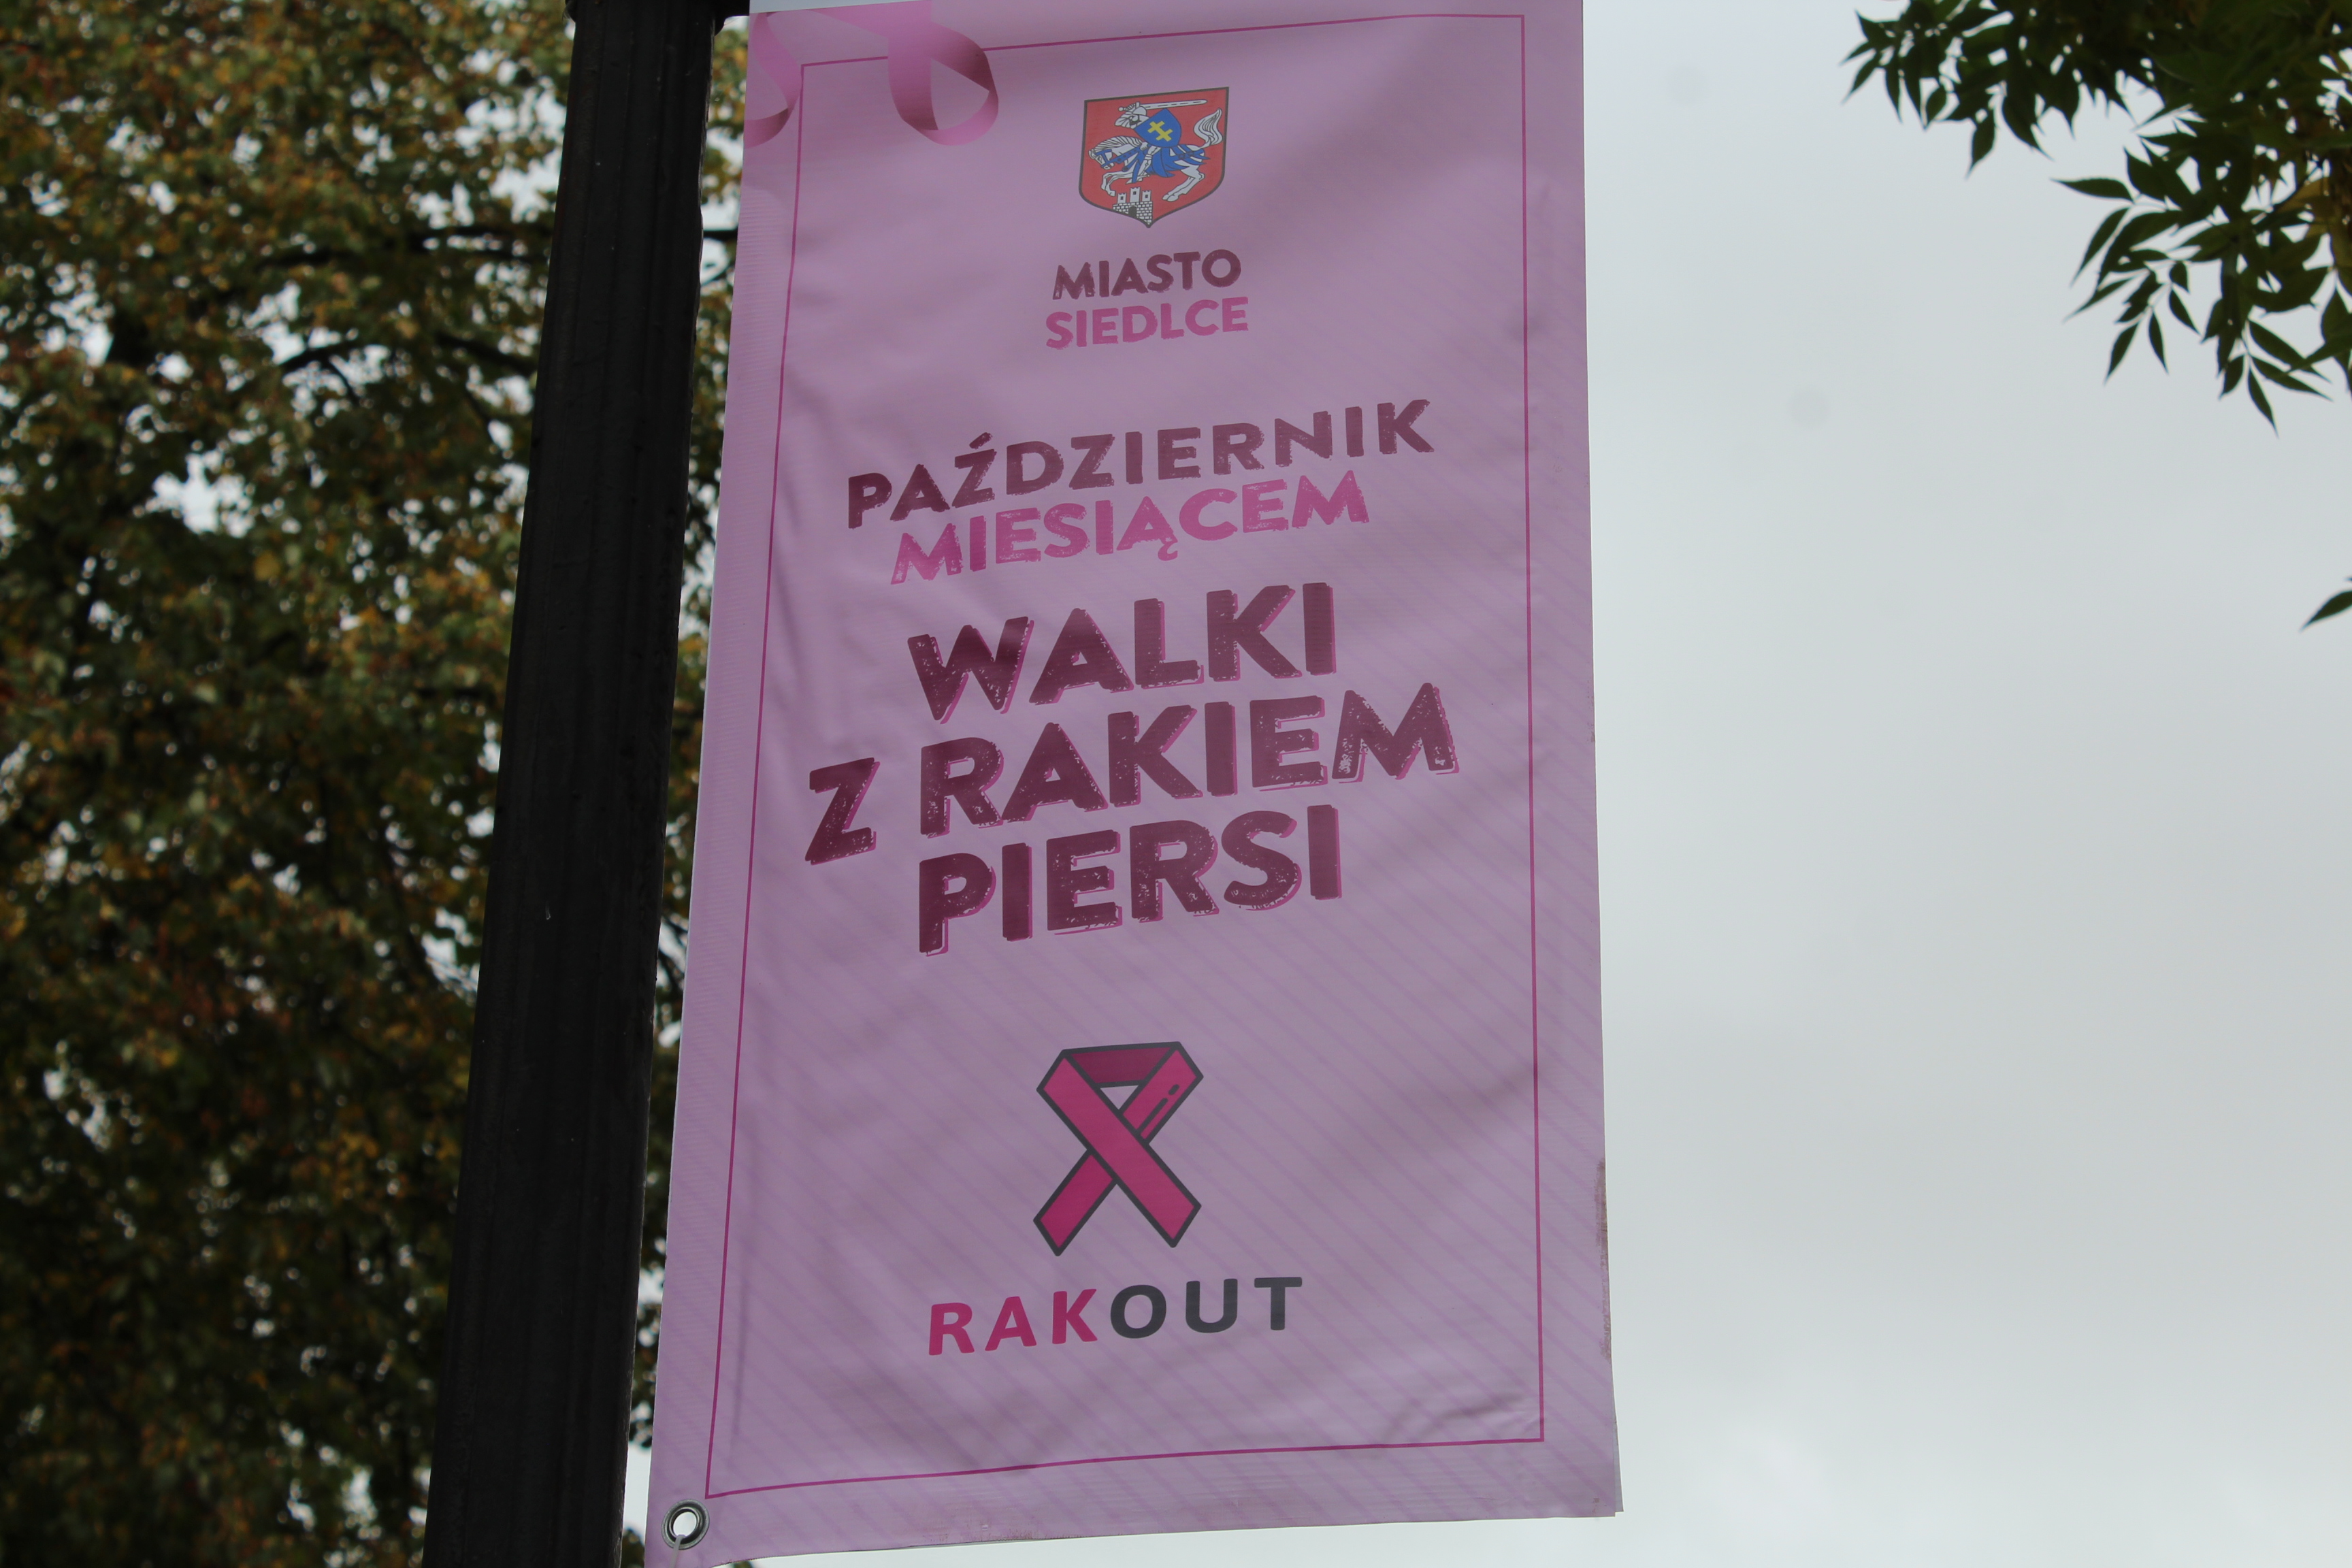 MIASTO
SIEDLCE
PAŹDZIERNIK
MIESIĄCEM
WALKI
Z RAKIEM
PIERSI
RAKOUT